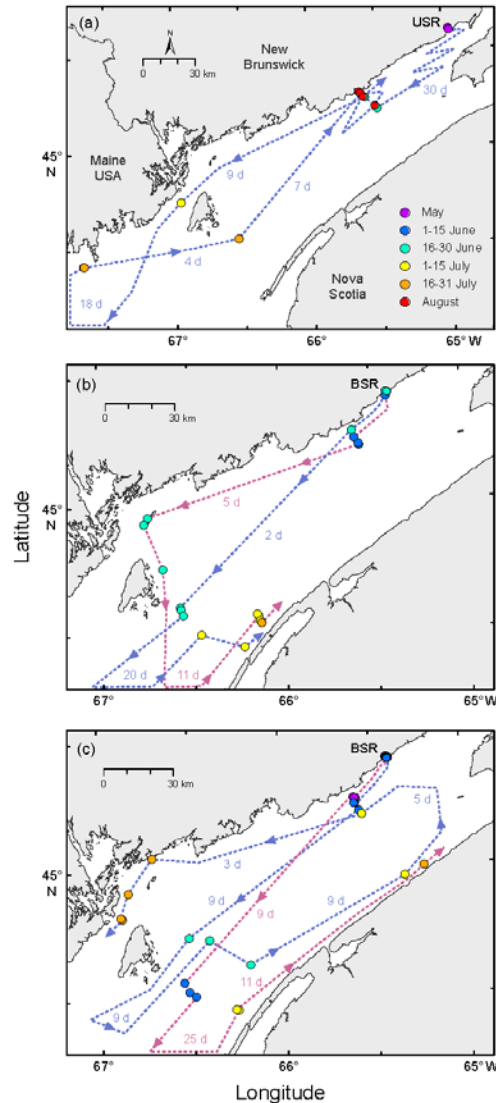 (a)
USR
N
New
Brunswick
0 30 km
30 d
45°
N
Maine
USA
9 d
7 d
4 d
18 d
May
1-15 June
16-30 June
1-15 July
16-31 July
August
Nova
Scotia
67° 66° 65° W
(b)
BSR
0 30 km
45°
N
5 d
2 d
20 d
11 d
67° 66° 65° W
Latitude
(c)
BSR
0 30 km
5 d
3 d
45°
N
9 d
9 d
9 d
11 d
9 d
25 d
67° 66° 65° W
Longitude